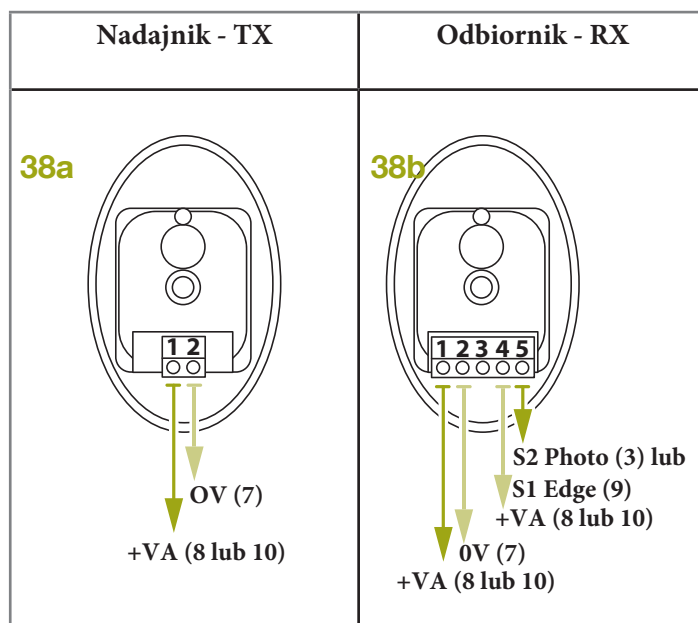 Nadajnik - TX
Odbiornik - RX
38a
38b
1 2
1 2 3 4 5
OV (7)
+VA (8 lub 10)
S2 Photo (3) lub
S1 Edge (9)
+VA (8 lub 10)
0V (7)
+VA (8 lub 10)